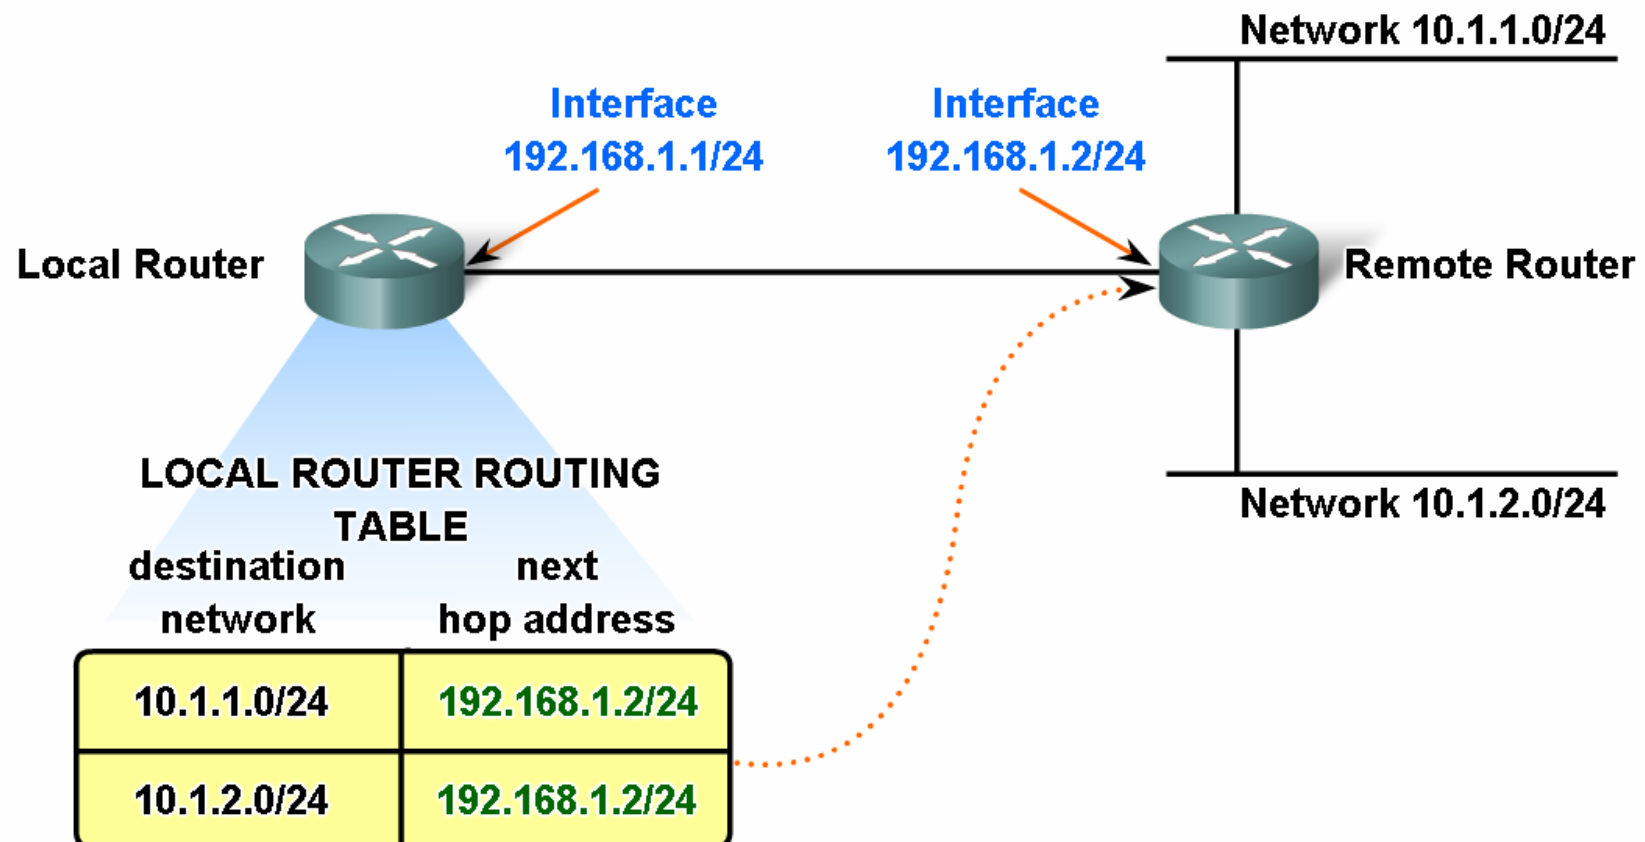 Network 10.1.1.0/24
Interface
192.168.1.1/24
Interface
192.168.1.2/24
Local Router
Remote Router
LOCAL ROUTER ROUTING
TABLE
destination
network
next
hop address
10.1.1.0/24
192.168.1.2/24
10.1.2.0/24
192.168.1.2/24
Network 10.1.2.0/24